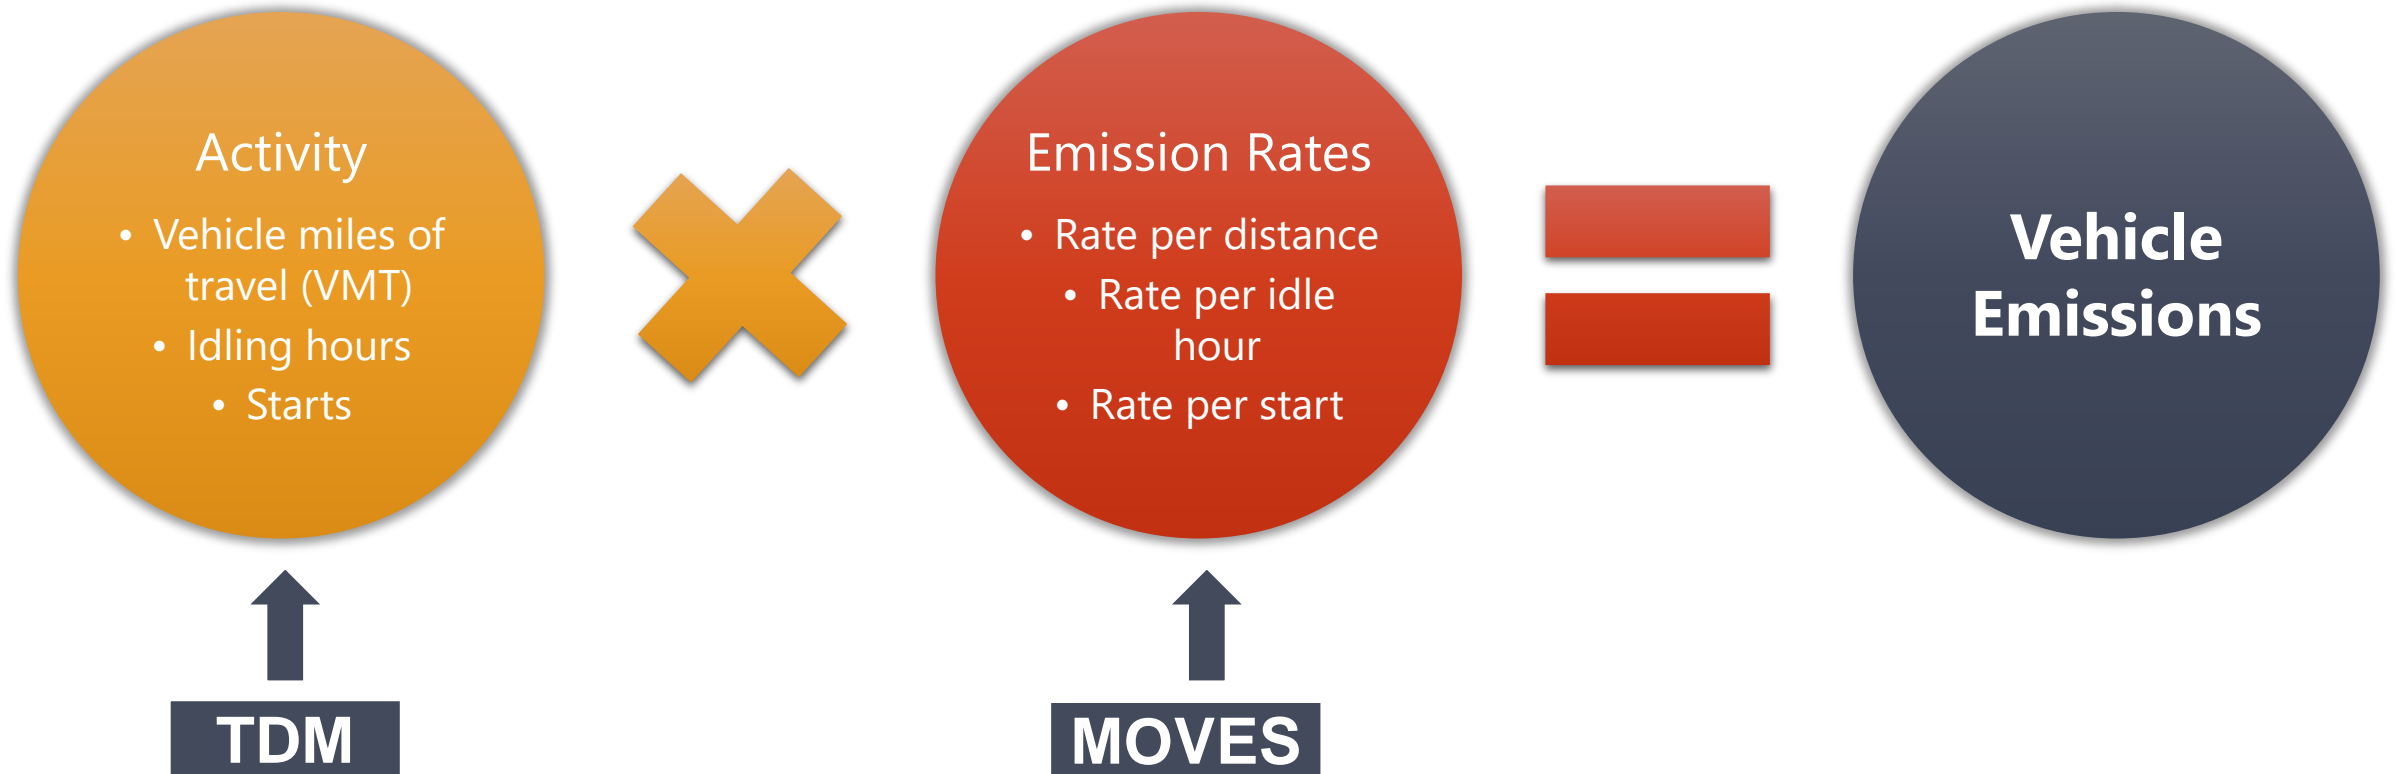 Activity
• Vehicle miles of
travel (VMT)
• Idling hours
• Starts
Emission Rates
• Rate per distance
• Rate per idle
hour
• Rate per start
Vehicle
Emissions
TDM
MOVES